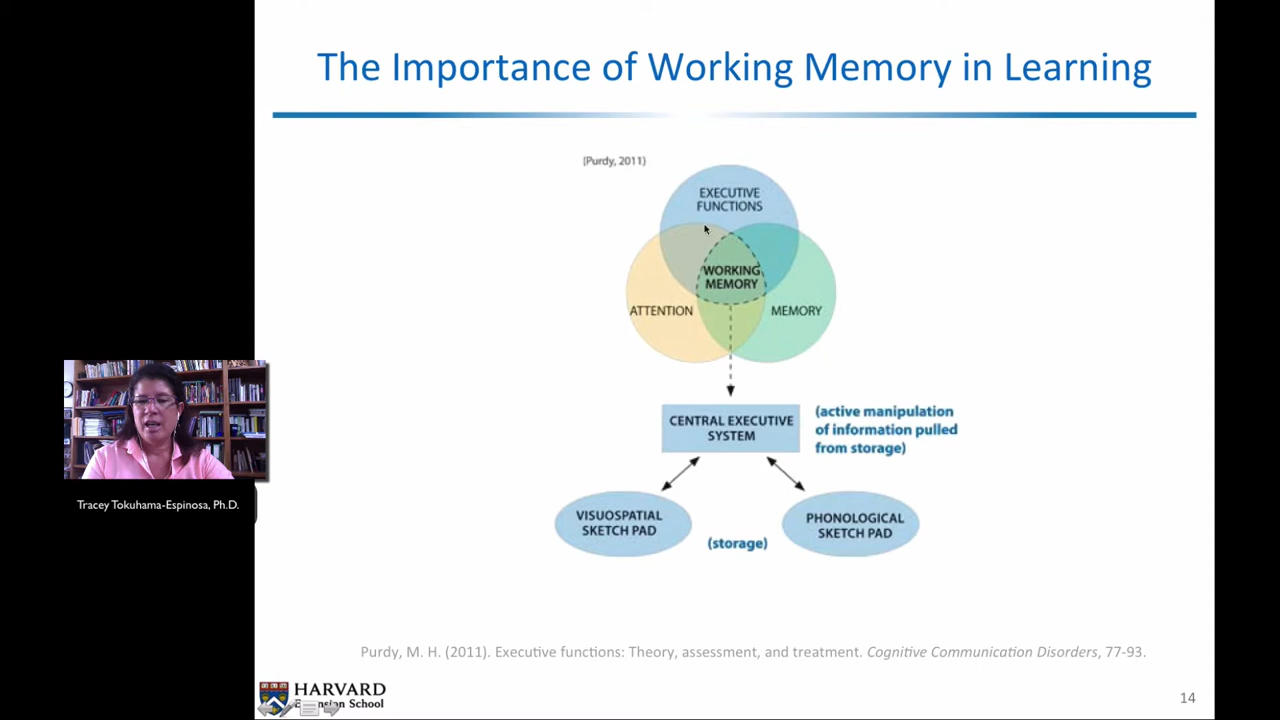 The Importance of Working Memory in Learning
(Purdy, 2011)
EXECUTIVE
FUNCTIONS
WORKING
MEMORY
ATTENTION
MEMORY
CENTRAL EXECUTIVE
SYSTEM
(active manipulation
of information pulled
from storage)
VISUOSPATIAL
SKETCH PAD
PHONOLOGICAL
SKETCH PAD
(storage)
Tracey Tokuhama-Espinosa, Ph.D.
Purdy, M. H. (2011). Executive functions: Theory, assessment, and treatment. Cognitive Communication Disorders, 77-93.
HARVARD
Extension School
14